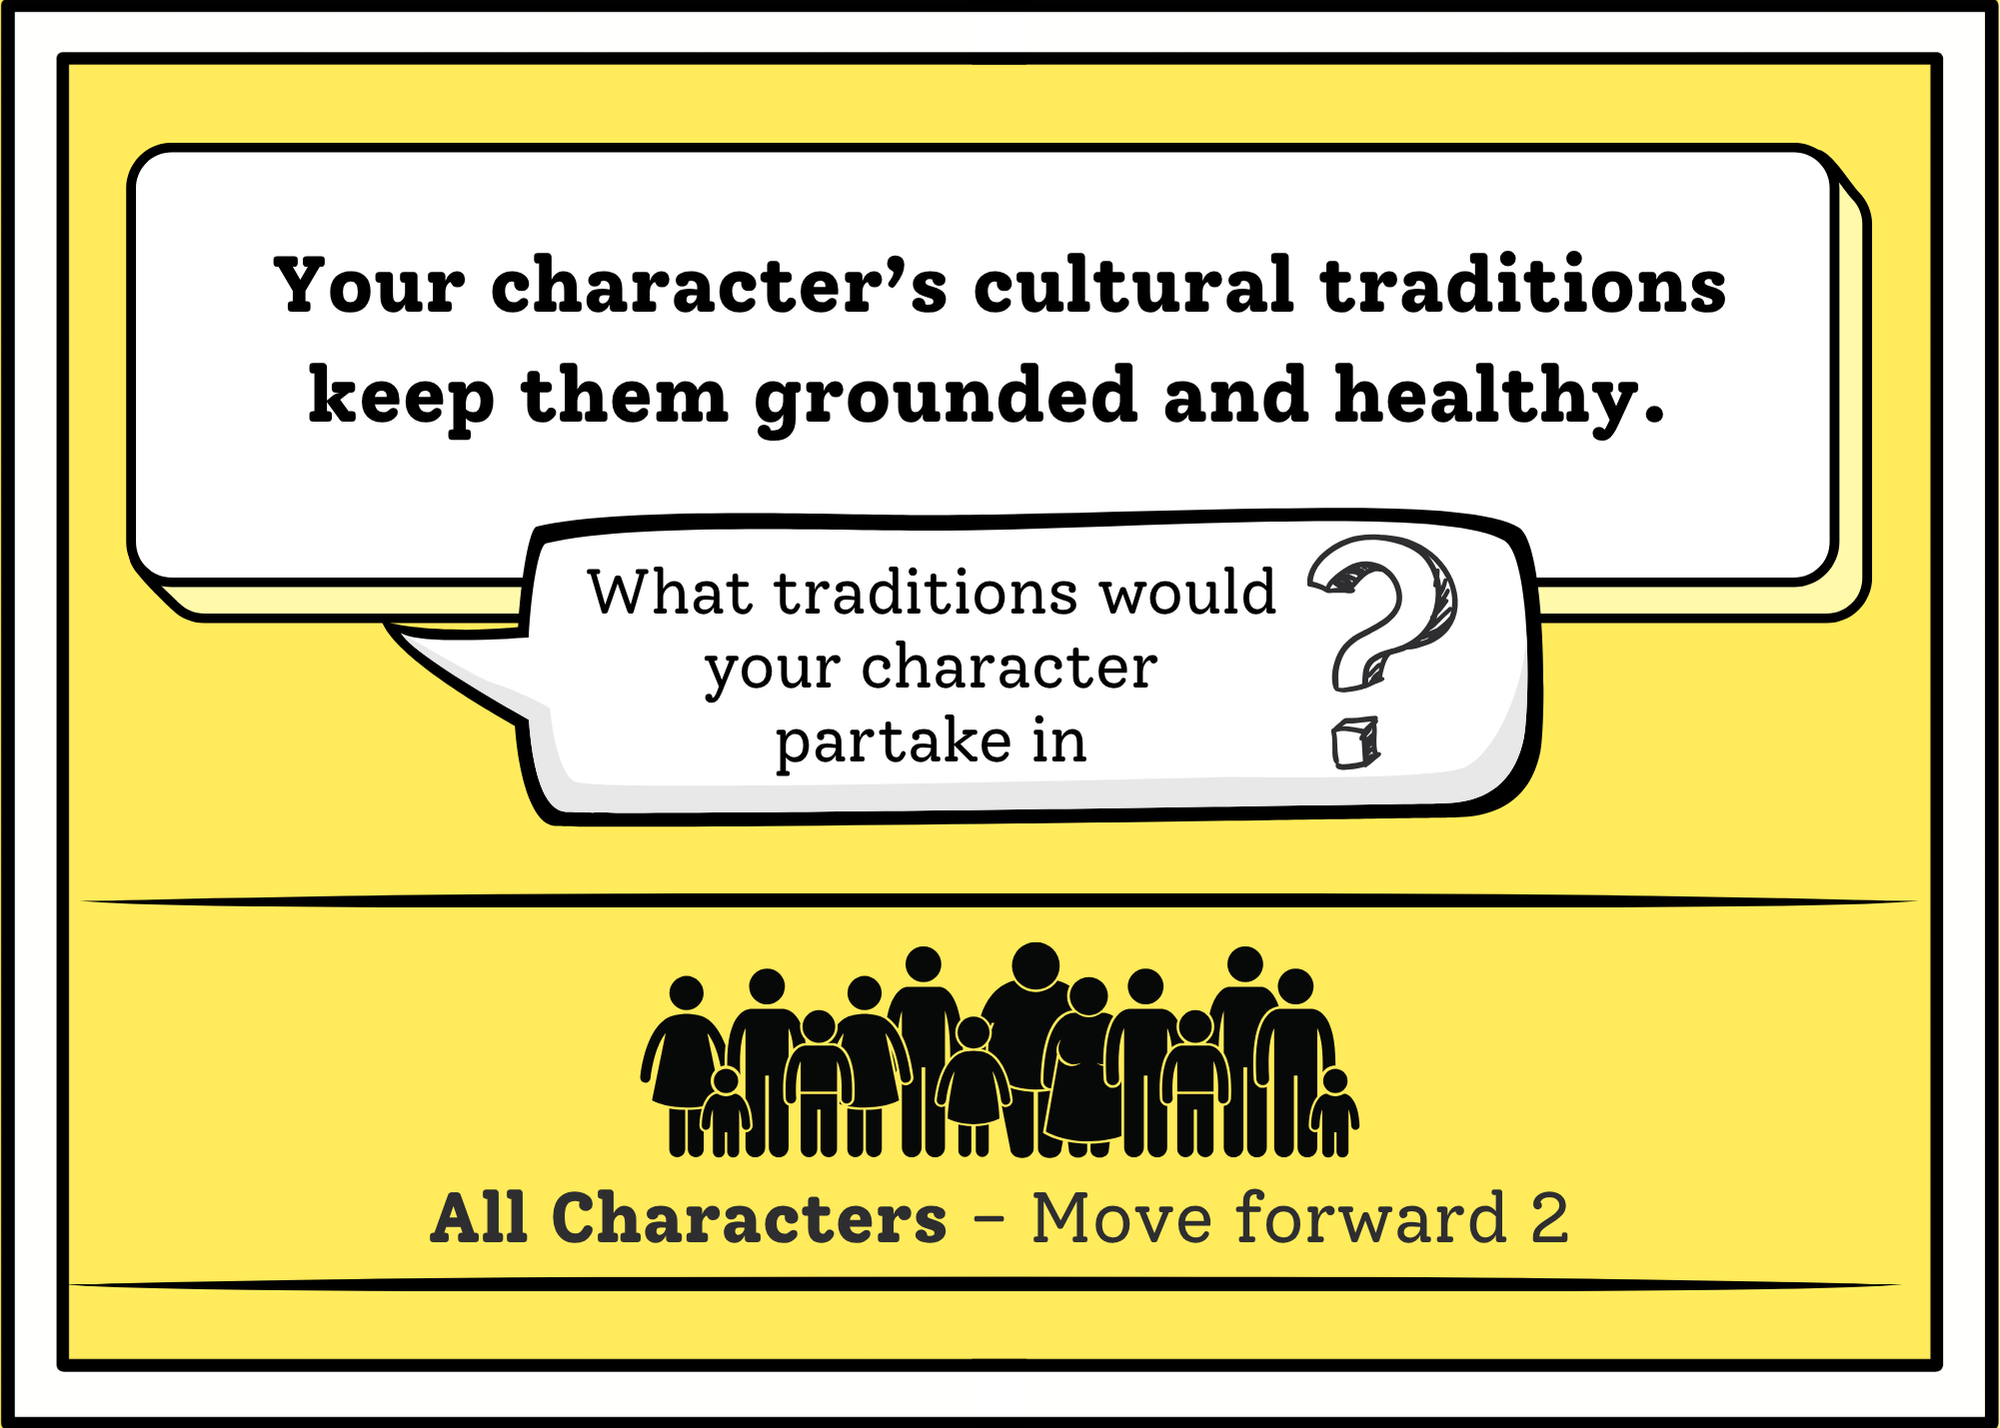 Your character’s cultural traditions
keep them grounded and healthy.
What traditions would
your character
partake in
?
All Characters – Move forward 2